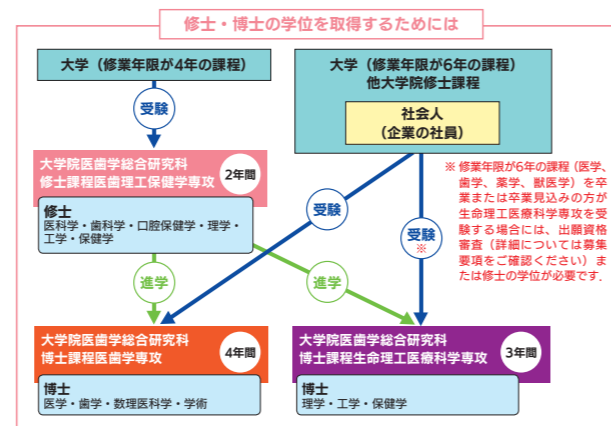 修士・博士の学位を取得するためには
大学（修業年限が4年の課程）
大学（修業年限が6年の課程）
他大学院修士課程
社会人
（企業の社員）
受験
大学院医歯学総合研究科
修士課程医歯理工保健学専攻
2年間
修士
医科学・歯科学・口腔保健学・理学・
工学・保健学
※ 修業年限が6年の課程（医学、
歯学、薬学、獣医学）を卒
業または卒業見込みの方が
生命理工医療科学専攻を受
験する場合には、出願資格
審査（詳細については募集
要項をご確認ください）ま
たは修士の学位が必要です．
受験
受験
※
進学
進学
大学院医歯学総合研究科
博士課程医歯学専攻
4年間
博士
医学・歯学・数理医科学・学術
大学院医歯学総合研究科
博士課程生命理工医療科学専攻
3年間
博士
理学・工学・保健学